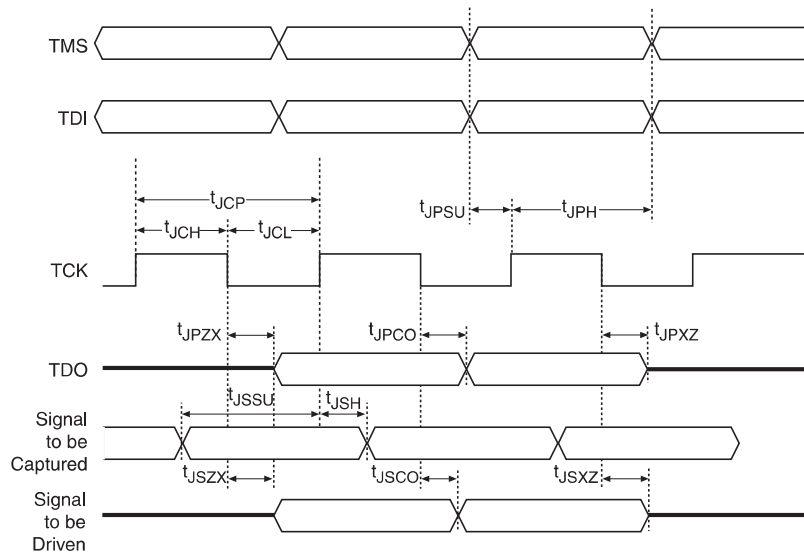 TMS
TDI
tJCP
tJCH
tJCL
tJPSU
tJPH
TCK
tJPZX
tJPCO
tJPXZ
TDO
tJSSU
tJSH
Signal
to be
Captured
tJSZX
tJSCO
tJSXZ
Signal
to be
Driven